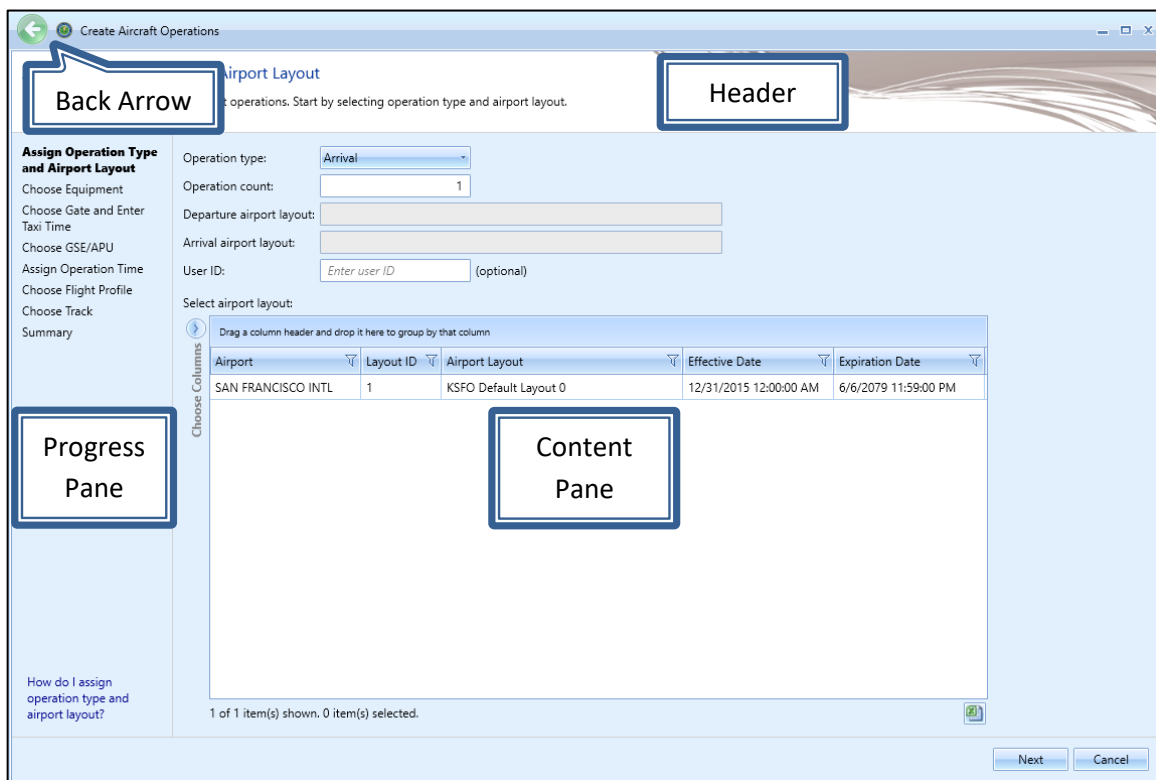 Create Aircraft Operations
Airport Layout
operations. Start by selecting operation type and airport layout.
Back Arrow
Header
Assign Operation Type
and Airport Layout
Choose Equipment
Choose Gate and Enter
Taxi Time
Choose GSE/APU
Assign Operation Time
Choose Flight Profile
Choose Track
Summary
Progress
Pane
How do I assign
operation type and
airport layout?
Operation type: Arrival
Operation count: 1
Departure airport layout:
Arrival airport layout:
User ID: Enter user ID (optional)
Select airport layout:
Choose Columns
Drag a column header and drop it here to group by that column
Airport Layout ID Airport Layout Effective Date Expiration Date
SAN FRANCISCO INTL 1 KSFO Default Layout 0 12/31/2015 12:00:00 AM 6/6/2079 11:59:00 PM
Content
Pane
1 of 1 item(s) shown. 0 item(s) selected.
Next Cancel